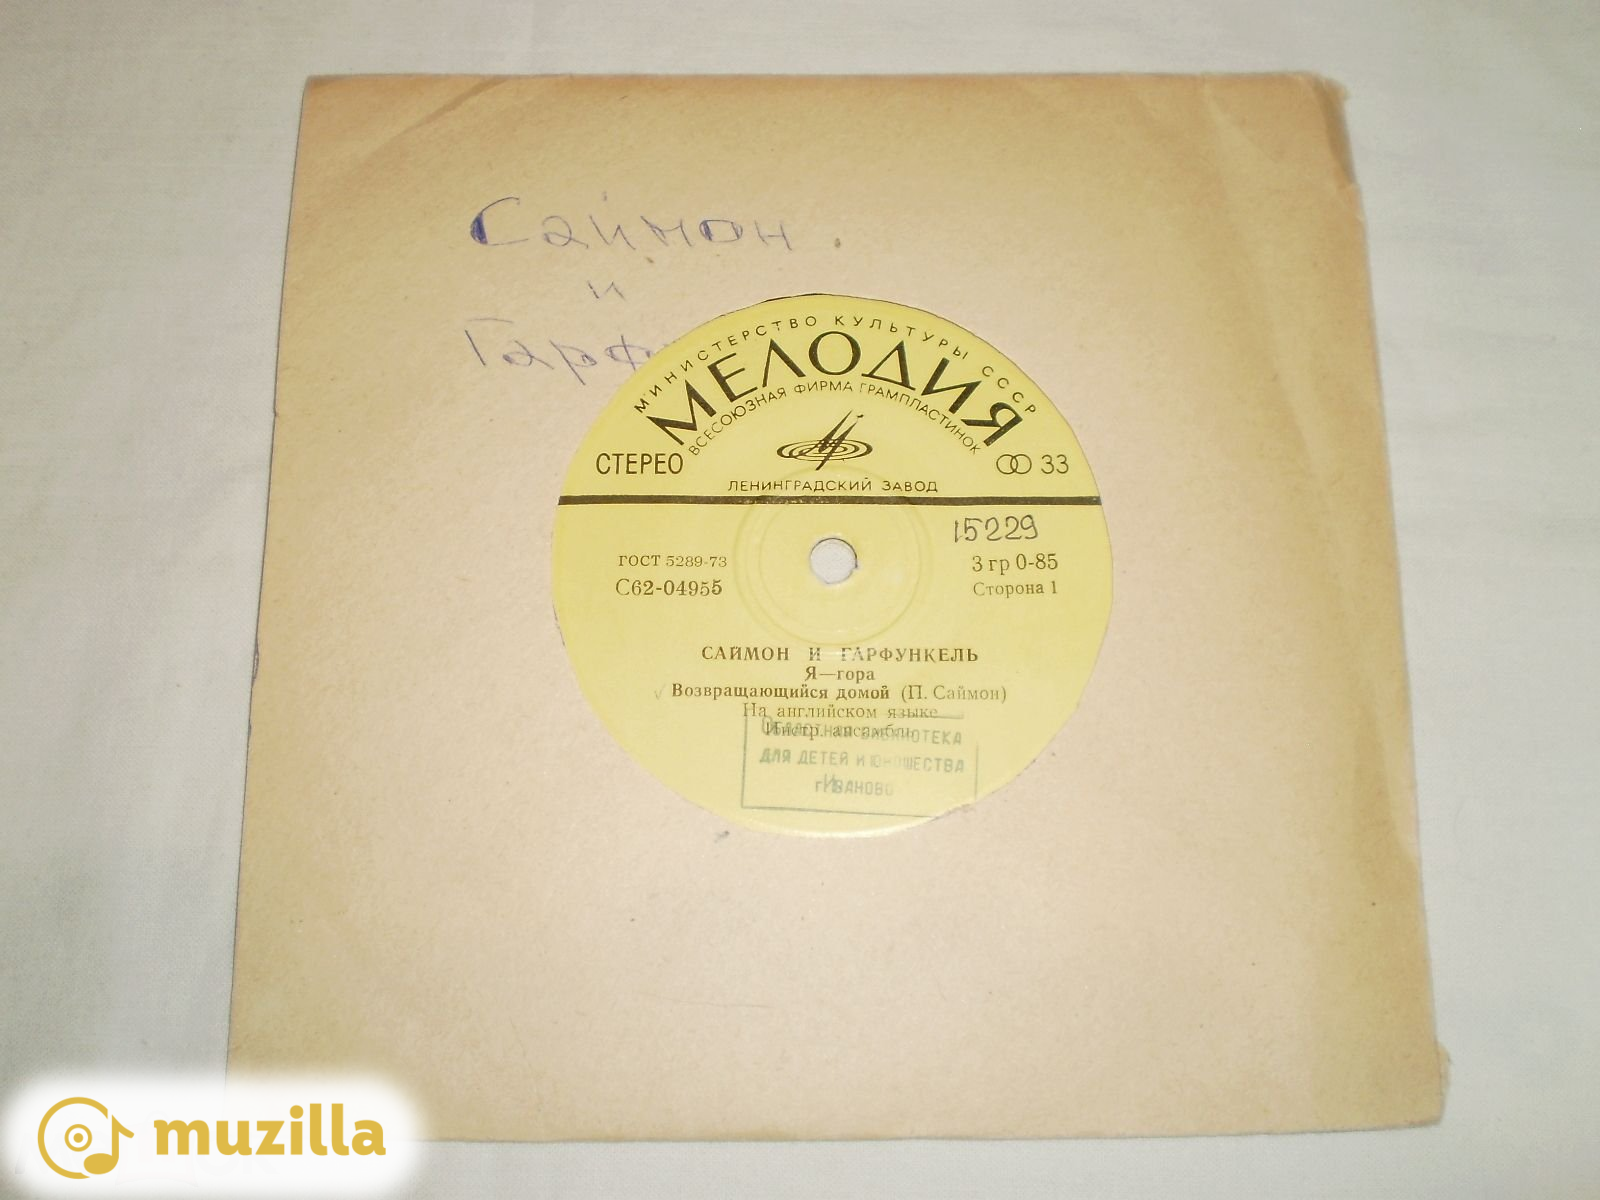 Саймон
и
Гарф
МИНИСТЕРСТВО КУЛЬТУРЫ СССР
МЕЛОДИЯ
ВСЕСОЮЗНАЯ ФИРМА ГРАМПЛАСТИНОК
СТЕРЕО
33
ЛЕНИНГРАДСКИЙ ЗАВОД
15229
ГОСТ 5289-73
3 гр 0-85
С62-04955
Сторона 1
САЙМОН И ГАРФУНКЕЛЬ
Я—гора
Возвращающийся домой (П. Саймон)
На английском языке
Инстр. ансамбль
ОБЛАСТНАЯ БИБЛИОТЕКА
ДЛЯ ДЕТЕЙ И ЮНОШЕСТВА
г. ИВАНОВО
muzilla